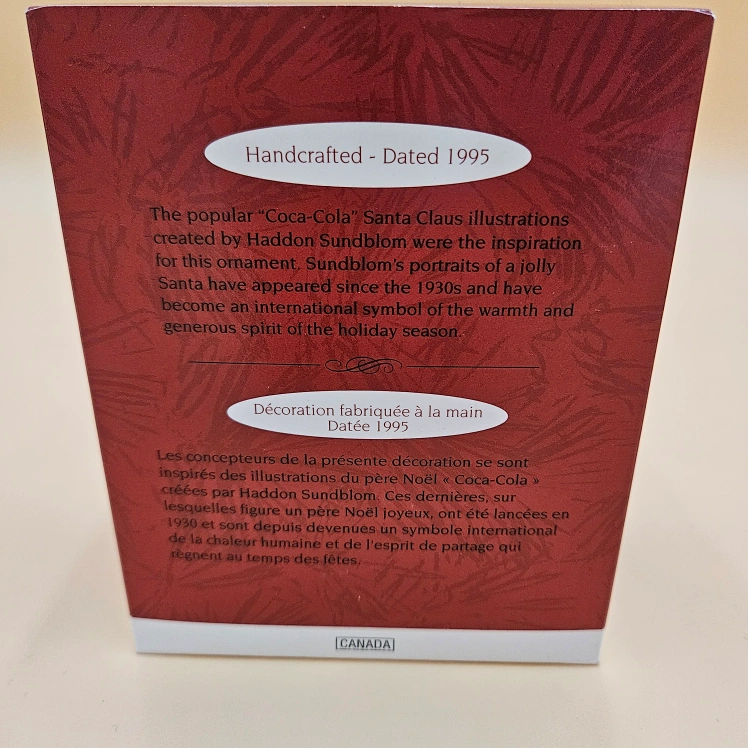 Handcrafted - Dated 1995
The popular "Coca-Cola" Santa Claus illustrations
created by Haddon Sundblom were the inspiration
for this ornament. Sundblom's portraits of a jolly
Santa have appeared since the 1930s and have
become an international symbol of the warmth and
generous spirit of the holiday season.
Décoration fabriquée à la main
Datée 1995
Les concepteurs de la présente décoration se sont
inspirés des illustrations du père Noël « Coca-Cola »
créées par Haddon Sundblom. Ces dernières, sur
lesquelles figure un père Noël joyeux, ont été lancées en
1930 et sont depuis devenues un symbole international
de la chaleur humaine et de l'esprit de partage qui
règnent au temps des fêtes.
CANADA